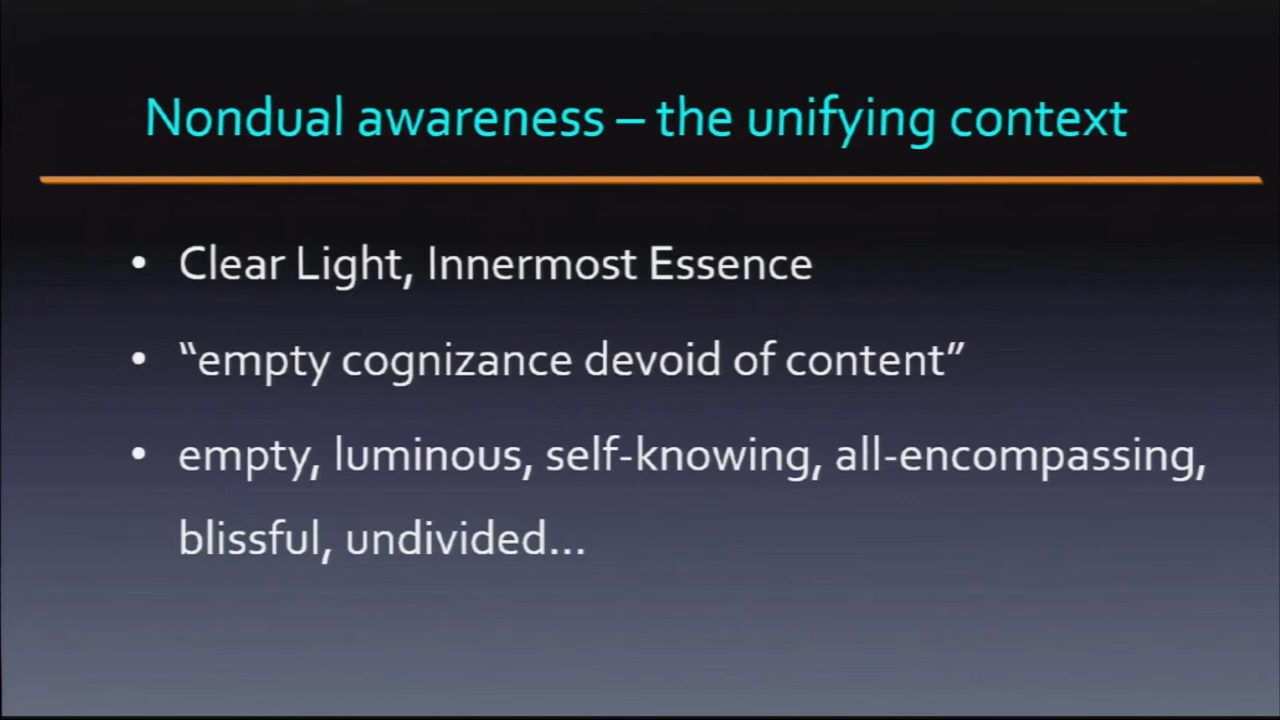 Nondual awareness – the unifying context
• Clear Light, Innermost Essence
• “empty cognizance devoid of content”
• empty, luminous, self-knowing, all-encompassing,
blissful, undivided...